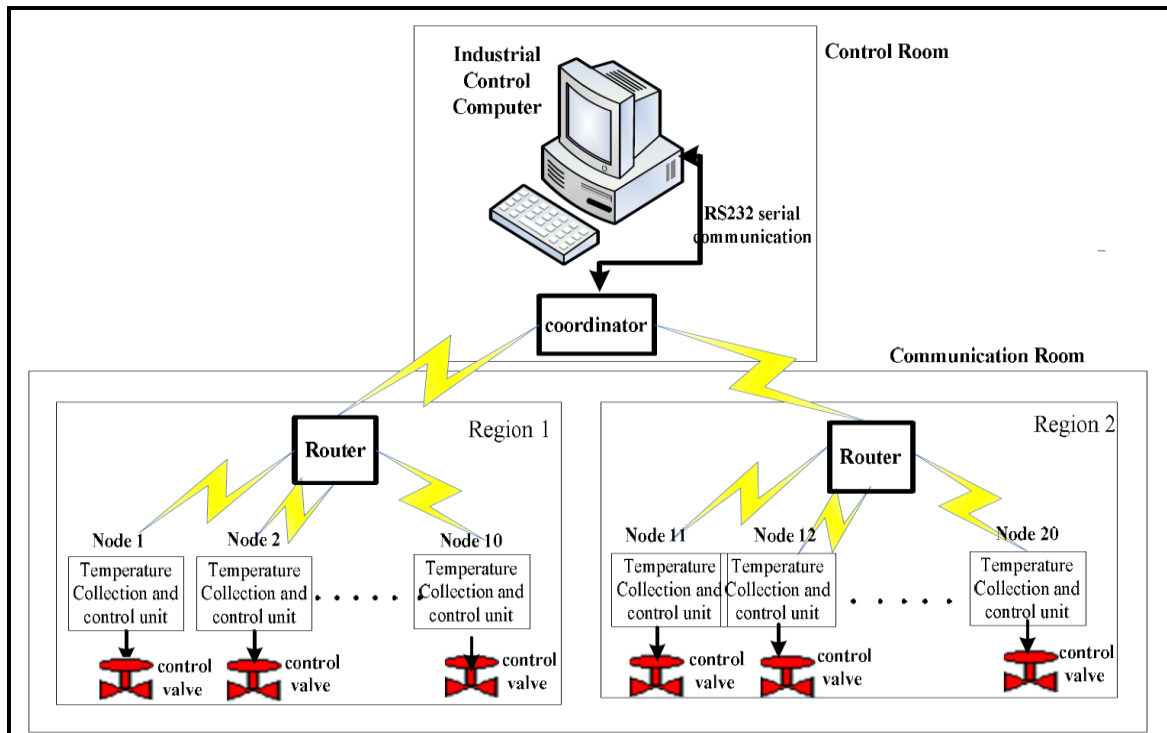 Industrial
Control
Computer
Control Room
RS232 serial
communication
coordinator
Communication Room
Router
Region 1
Router
Region 2
Node 1
Node 2
Node 10
Node 11
Node 12
Node 20
Temperature
Collection and
control unit
Temperature
Collection and
control unit
Temperature
Collection and
control unit
Temperature
Collection and
control unit
Temperature
Collection and
control unit
Temperature
Collection and
control unit
control
valve
control
valve
control
valve
control
valve
control
valve
control
valve